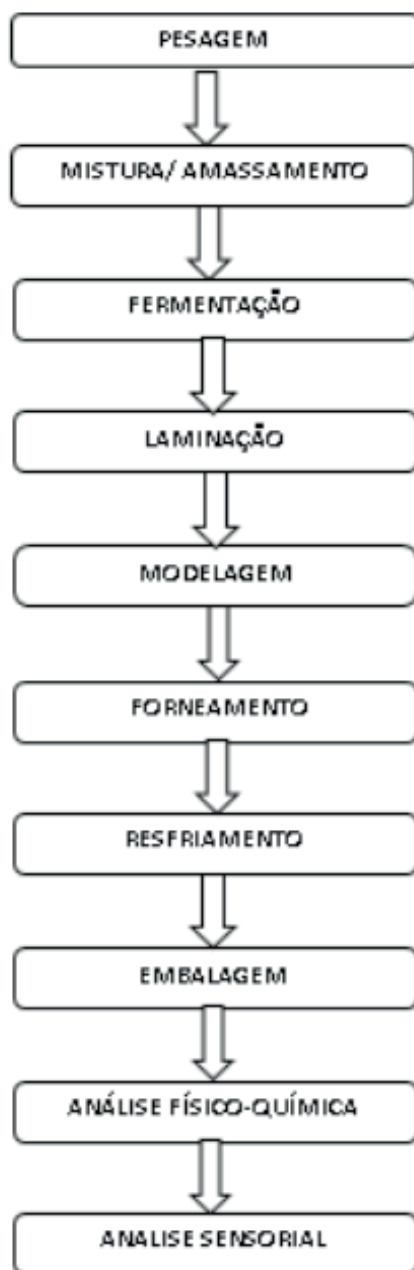 PESAGEM
MISTURA/ AMASSAMENTO
FERMENTAÇÃO
LAMINAÇÃO
MODELAGEM
FORNEAMENTO
RESFRIAMENTO
EMBALAGEM
ANÁLISE FÍSICO-QUÍMICA
ANALISE SENSORIAL